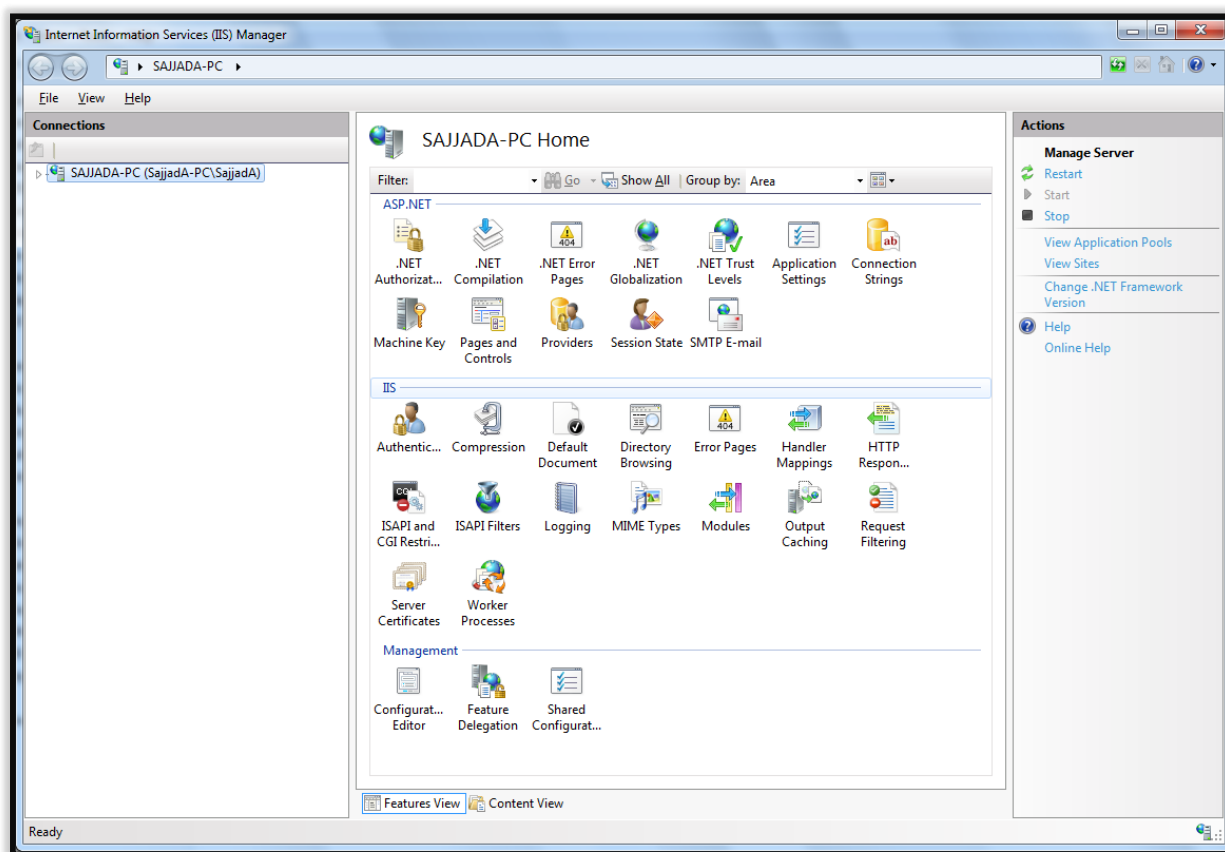 Internet Information Services (IIS) Manager
SAJJADA-PC
File View Help
Connections
SAJJADA-PC (SajjadA-PC\SajjadA)
SAJJADA-PC Home
Filter: Go Show All Group by: Area
ASP.NET
.NET Authorizat...
.NET Compilation
.NET Error Pages
.NET Globalization
.NET Trust Levels
Application Settings
Connection Strings
Machine Key
Pages and Controls
Providers
Session State
SMTP E-mail
IIS
Authentic...
Compression
Default Document
Directory Browsing
Error Pages
Handler Mappings
HTTP Respon...
ISAPI and CGI Restri...
ISAPI Filters
Logging
MIME Types
Modules
Output Caching
Request Filtering
Server Certificates
Worker Processes
Management
Configurat... Editor
Feature Delegation
Shared Configurat...
Features View
Content View
Actions
Manage Server
Restart
Start
Stop
View Application Pools
View Sites
Change .NET Framework
Version
Help
Online Help
Ready